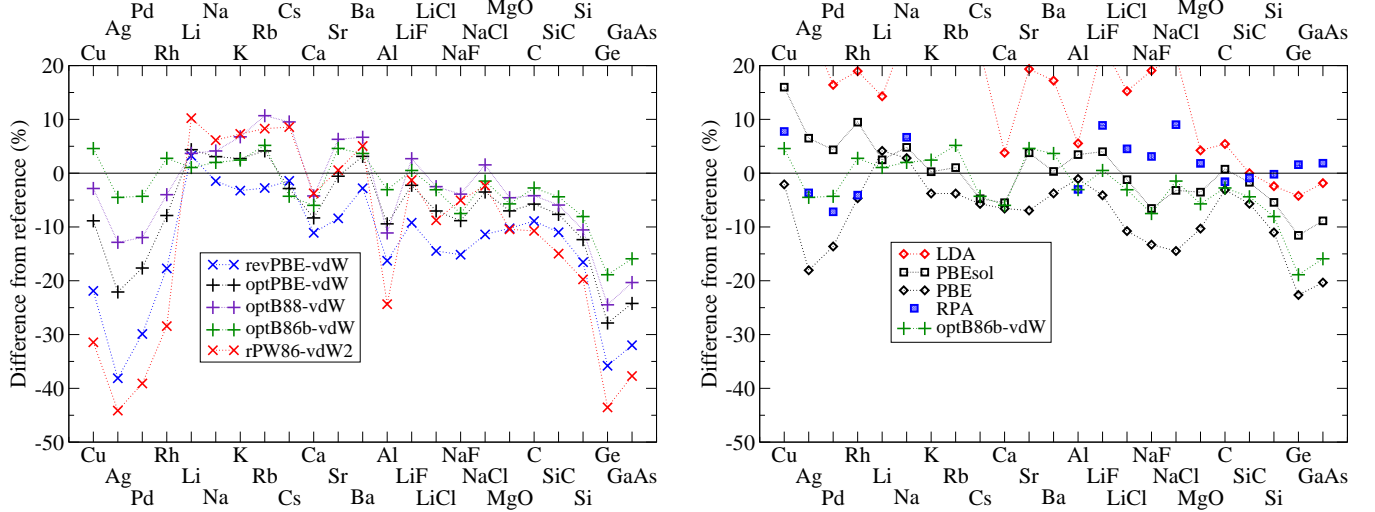 Pd Na Rb Sr LiCl MgO Si
Ag Li Cs Ba LiF NaCl SiC GaAs
Cu Rh K Ca Al NaF C Ge
Difference from reference (%)
20
10
0
-10
-20
-30
-40
-50
revPBE-vdW
optPBE-vdW
optB88-vdW
optB86b-vdW
rPW86-vdW2
Cu Rh K Ca Al NaF C Ge
Ag Li Rb Sr LiF NaCl SiC GaAs
Pd Na Cs Ba LiCl MgO Si
Pd Na Rb Sr LiCl MgO Si
Ag Li Cs Ba LiF NaCl SiC GaAs
Cu Rh K Ca Al NaF C Ge
Difference from reference (%)
20
10
0
-10
-20
-30
-40
-50
LDA
PBEsol
PBE
RPA
optB86b-vdW
Cu Rh K Cs Sr Al NaF C Ge
Ag Li Rb Ca Ba LiF NaCl SiC GaAs
Pd Na LiCl MgO Si